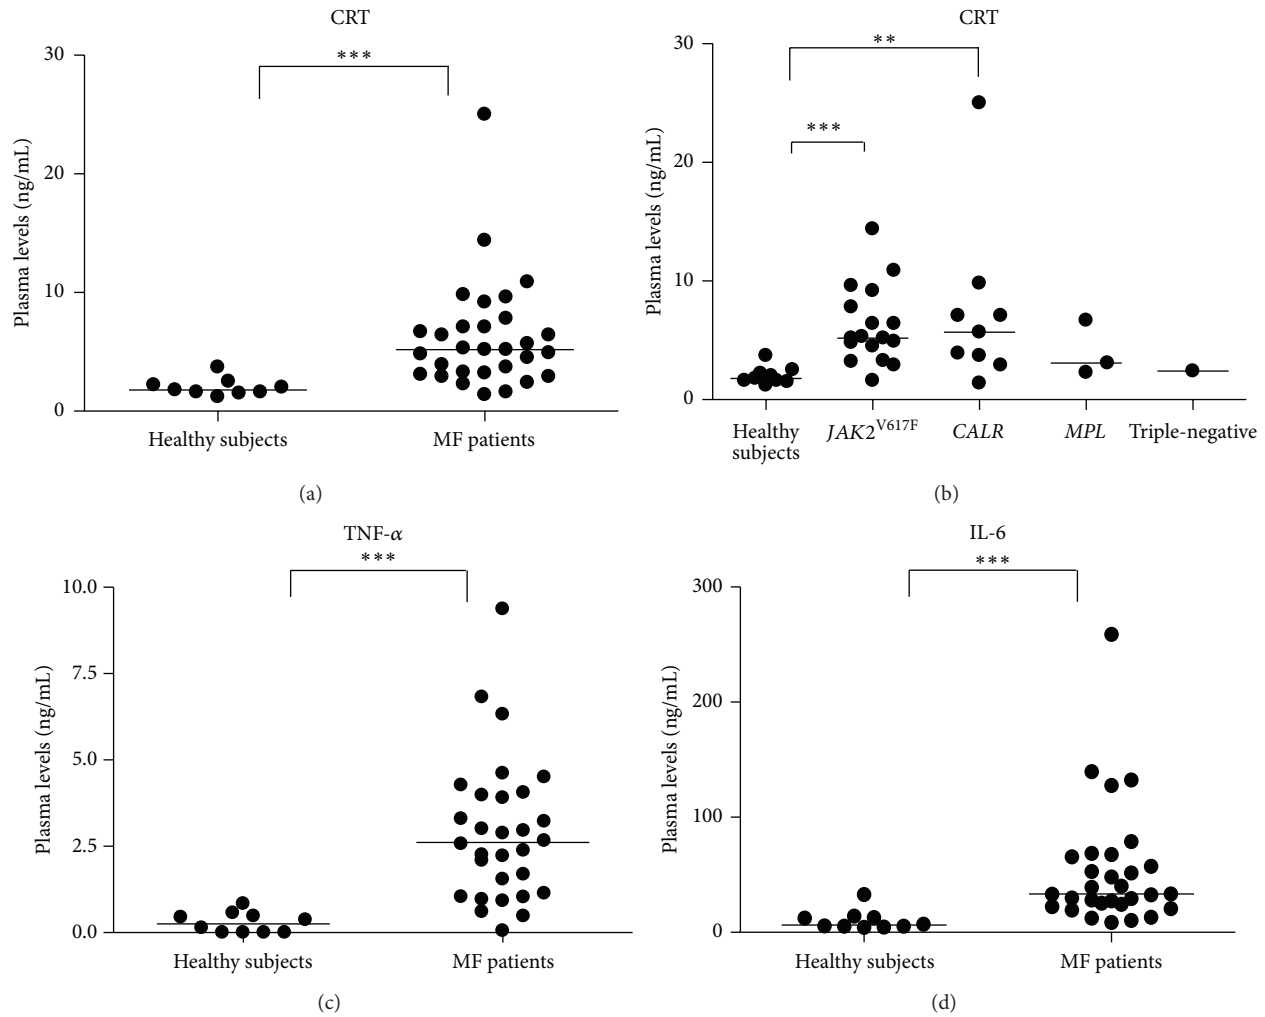 CRT
***
Plasma levels (ng/mL)
30
20
10
0
Healthy subjects
MF patients
(a)
CRT
**
***
Plasma levels (ng/mL)
30
20
10
0
Healthy
subjects
JAK2V617F
CALR
MPL
Triple-negative
(b)
TNF-α
***
Plasma levels (ng/mL)
10.0
7.5
5.0
2.5
0.0
Healthy subjects
MF patients
(c)
IL-6
***
Plasma levels (ng/mL)
300
200
100
0
Healthy subjects
MF patients
(d)